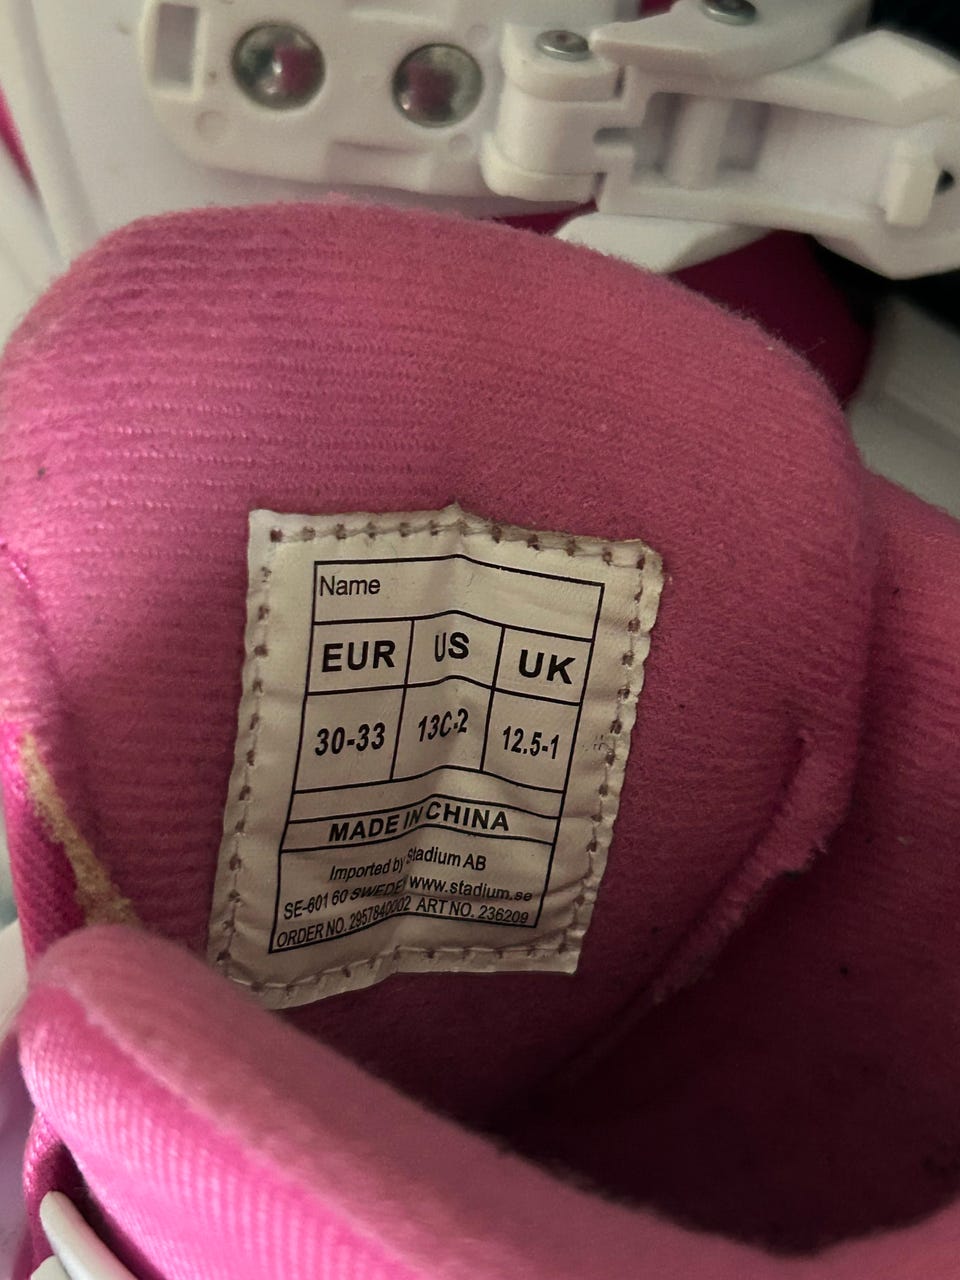 Name
EUR US UK
30-33 13C-2 12.5-1
MADE IN CHINA
Imported by Stadium AB
SE-601 60 SWEDEN www.stadium.se
ORDER NO. 2957840002 ART NO. 236209